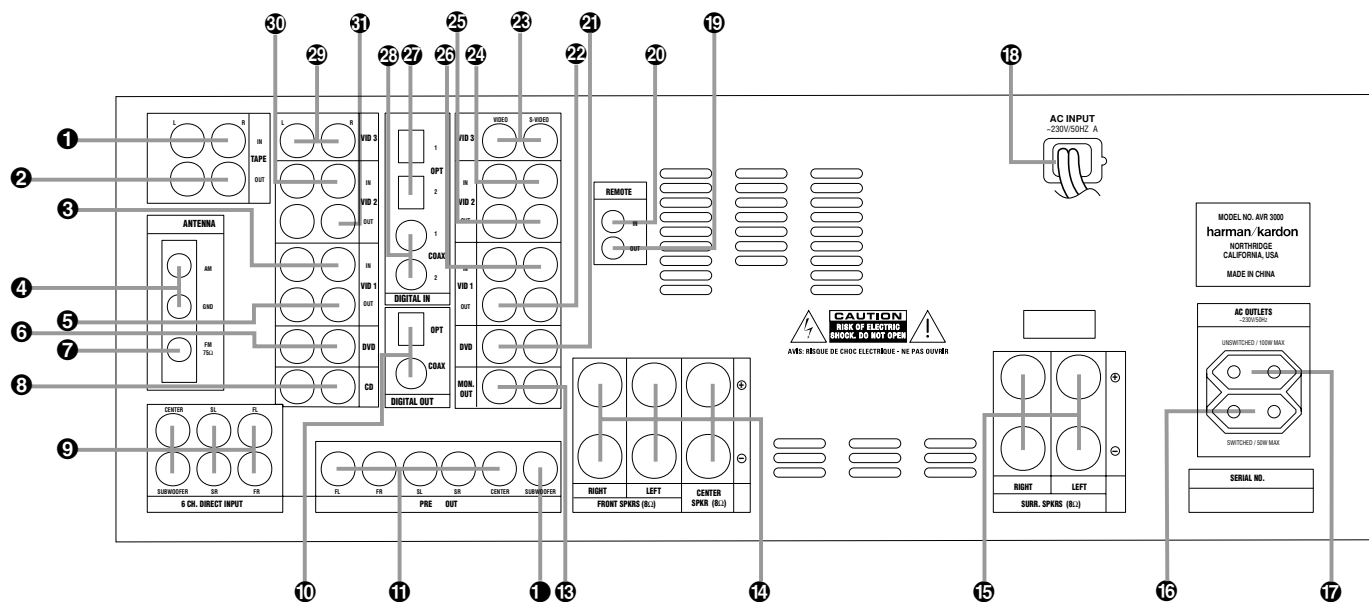 30 29 31 28 27 26 25 24 23 22 21 20 19 18
L R
IN
TAPE
OUT
1
2
L R
VID 3
IN
VID 2
OUT
IN
VID 1
OUT
DVD
CD
1
OPT
2
1
COAX
2
DIGITAL IN
OPT
COAX
DIGITAL OUT
VIDEO S-VIDEO
VID 3
IN
VID 2
OUT
IN
VID 1
OUT
DVD
MON.
OUT
REMOTE
IN
OUT
AC INPUT
~230V/50HZ A
MODEL NO. AVR 3000
harman/kardon
NORTHRIDGE
CALIFORNIA, USA
MADE IN CHINA
3
ANTENNA
AM
GND
FM
75Ω
4
5
6
7
8
9
CAUTION
RISK OF ELECTRIC
SHOCK. DO NOT OPEN
AVIS: RISQUE DE CHOC ELECTRIQUE - NE PAS OUVRIR
AC OUTLETS
~230V/50Hz
UNSWITCHED / 100W MAX
SWITCHED / 50W MAX
SERIAL NO.
CENTER SL FL
SUBWOOFER SR FR
6 CH. DIRECT INPUT
FL FR SL SR CENTER SUBWOOFER
PRE OUT
+
−
RIGHT LEFT
FRONT SPKRS (8Ω)
CENTER
SPKR (8Ω)
+
−
RIGHT LEFT
SURR. SPKRS (8Ω)
10 11 1 13 14 15 16 17